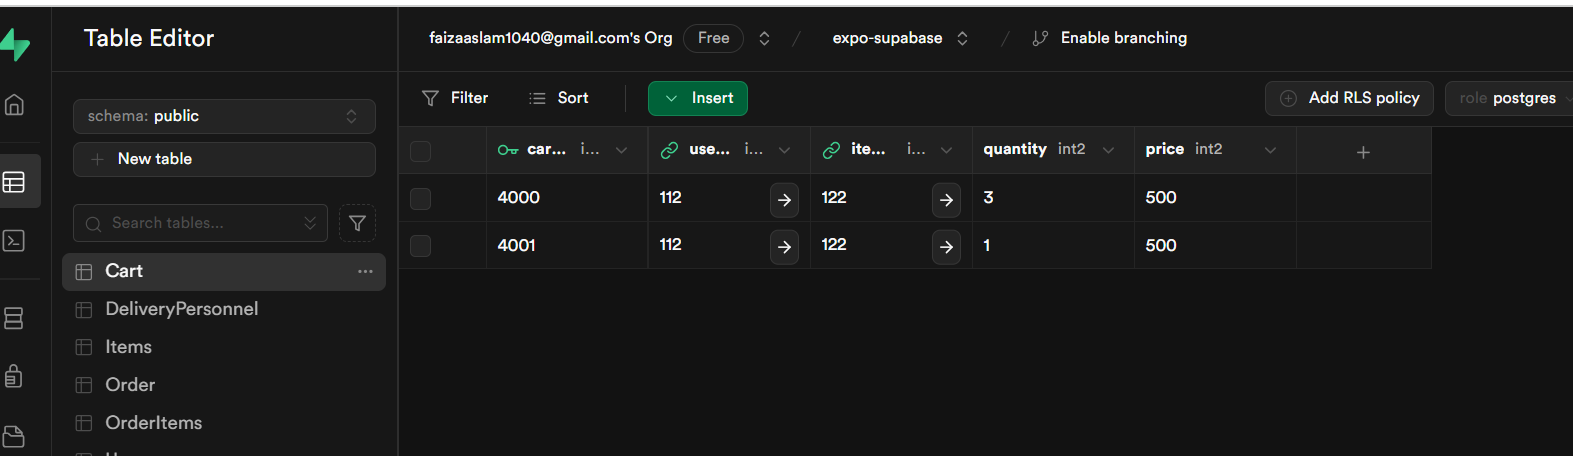 Table Editor
faizaaslam1040@gmail.com's Org Free / expo-supabase / Enable branching
schema: public
New table
Search tables...
Cart
DeliveryPersonnel
Items
Order
OrderItems
Filter Sort Insert Add RLS policy role postgres
car... i... use... i... ite... i... quantity int2 price int2
4000 112 122 3 500
4001 112 122 1 500